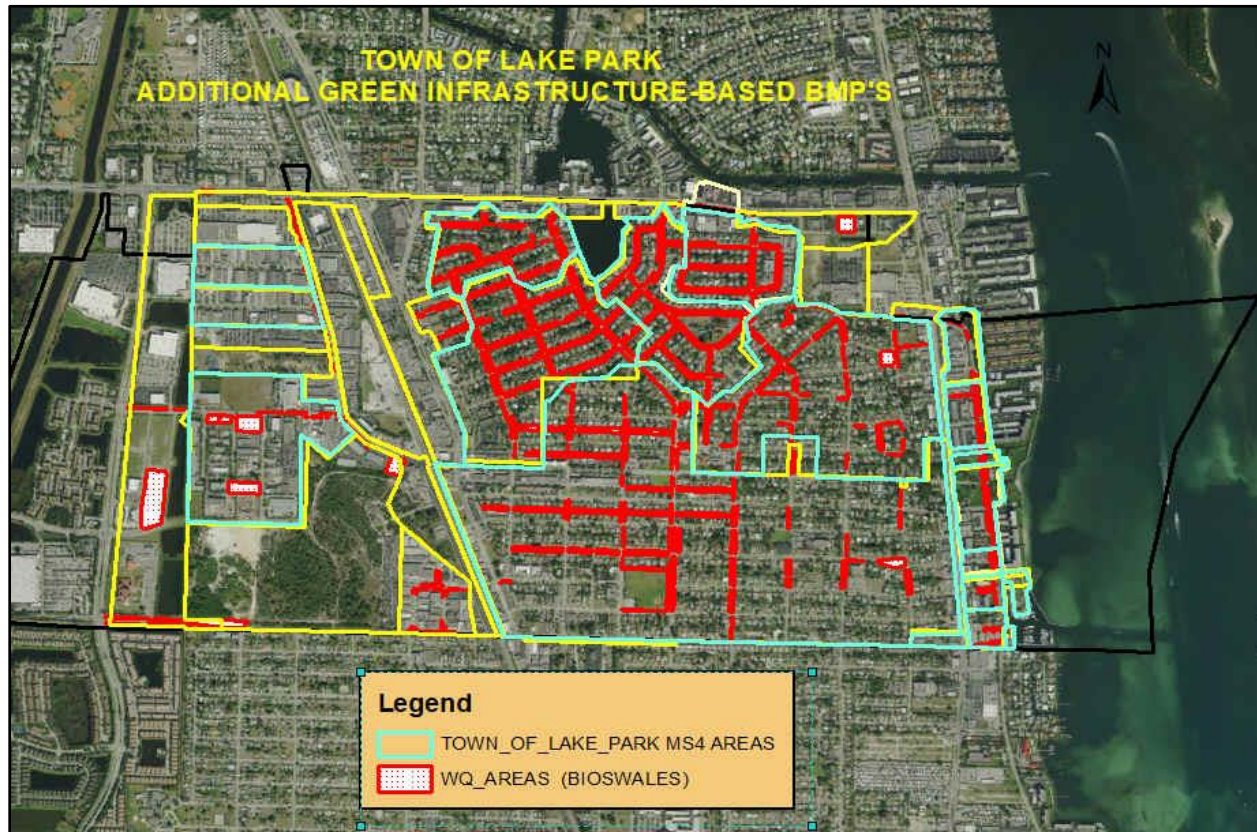 TOWN OF LAKE PARK
ADDITIONAL GREEN INFRASTRUCTURE-BASED BMP'S
N
Legend
TOWN_OF_LAKE_PARK MS4 AREAS
WQ_AREAS (BIOSWALES)